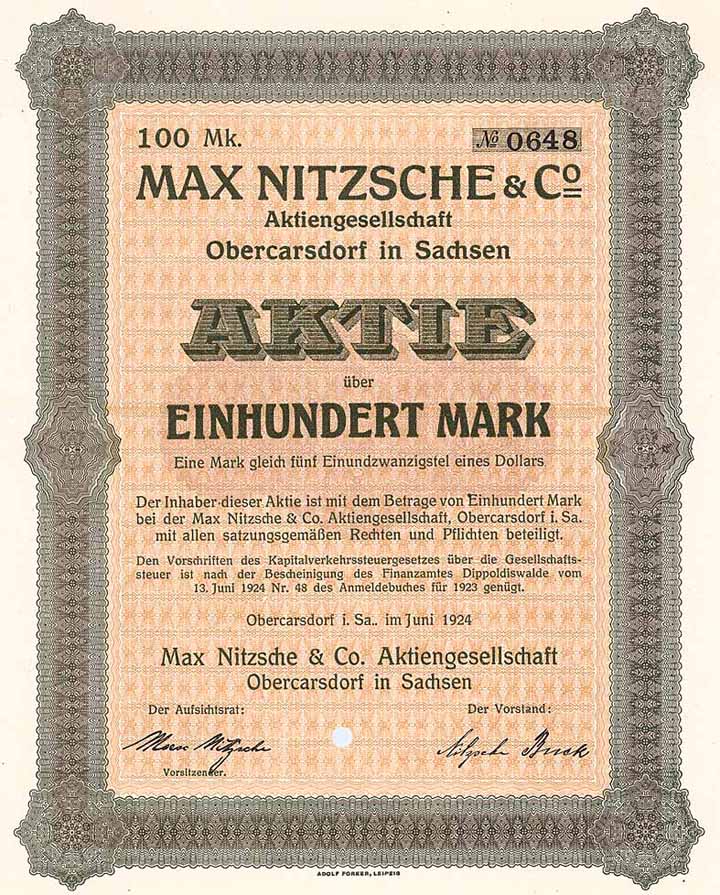 100 Mk.
№ 0648
MAX NITZSCHE & Co
Aktiengesellschaft
Obercarsdorf in Sachsen
AKTIE
über
EINHUNDERT MARK
Eine Mark gleich fünf Einundzwanzigstel eines Dollars
Der Inhaber dieser Aktie ist mit dem Betrage von Einhundert Mark
bei der Max Nitzsche & Co. Aktiengesellschaft, Obercarsdorf i. Sa.
mit allen satzungsgemäßen Rechten und Pflichten beteiligt.
Den Vorschriften des Kapitalverkehrssteuergesetzes über die Gesellschafts-
steuer ist nach der Bescheinigung des Finanzamtes Dippoldiswalde vom
13. Juni 1924 Nr. 48 des Anmeldebuches für 1923 genügt.
Obercarsdorf i. Sa.. im Juni 1924
Max Nitzsche & Co. Aktiengesellschaft
Obercarsdorf in Sachsen
Der Aufsichtsrat:
Der Vorstand:
Max Nitzsche
Nitzsche Buck
Vorsitzender.
ADOLF FORKER, LEIPZIG